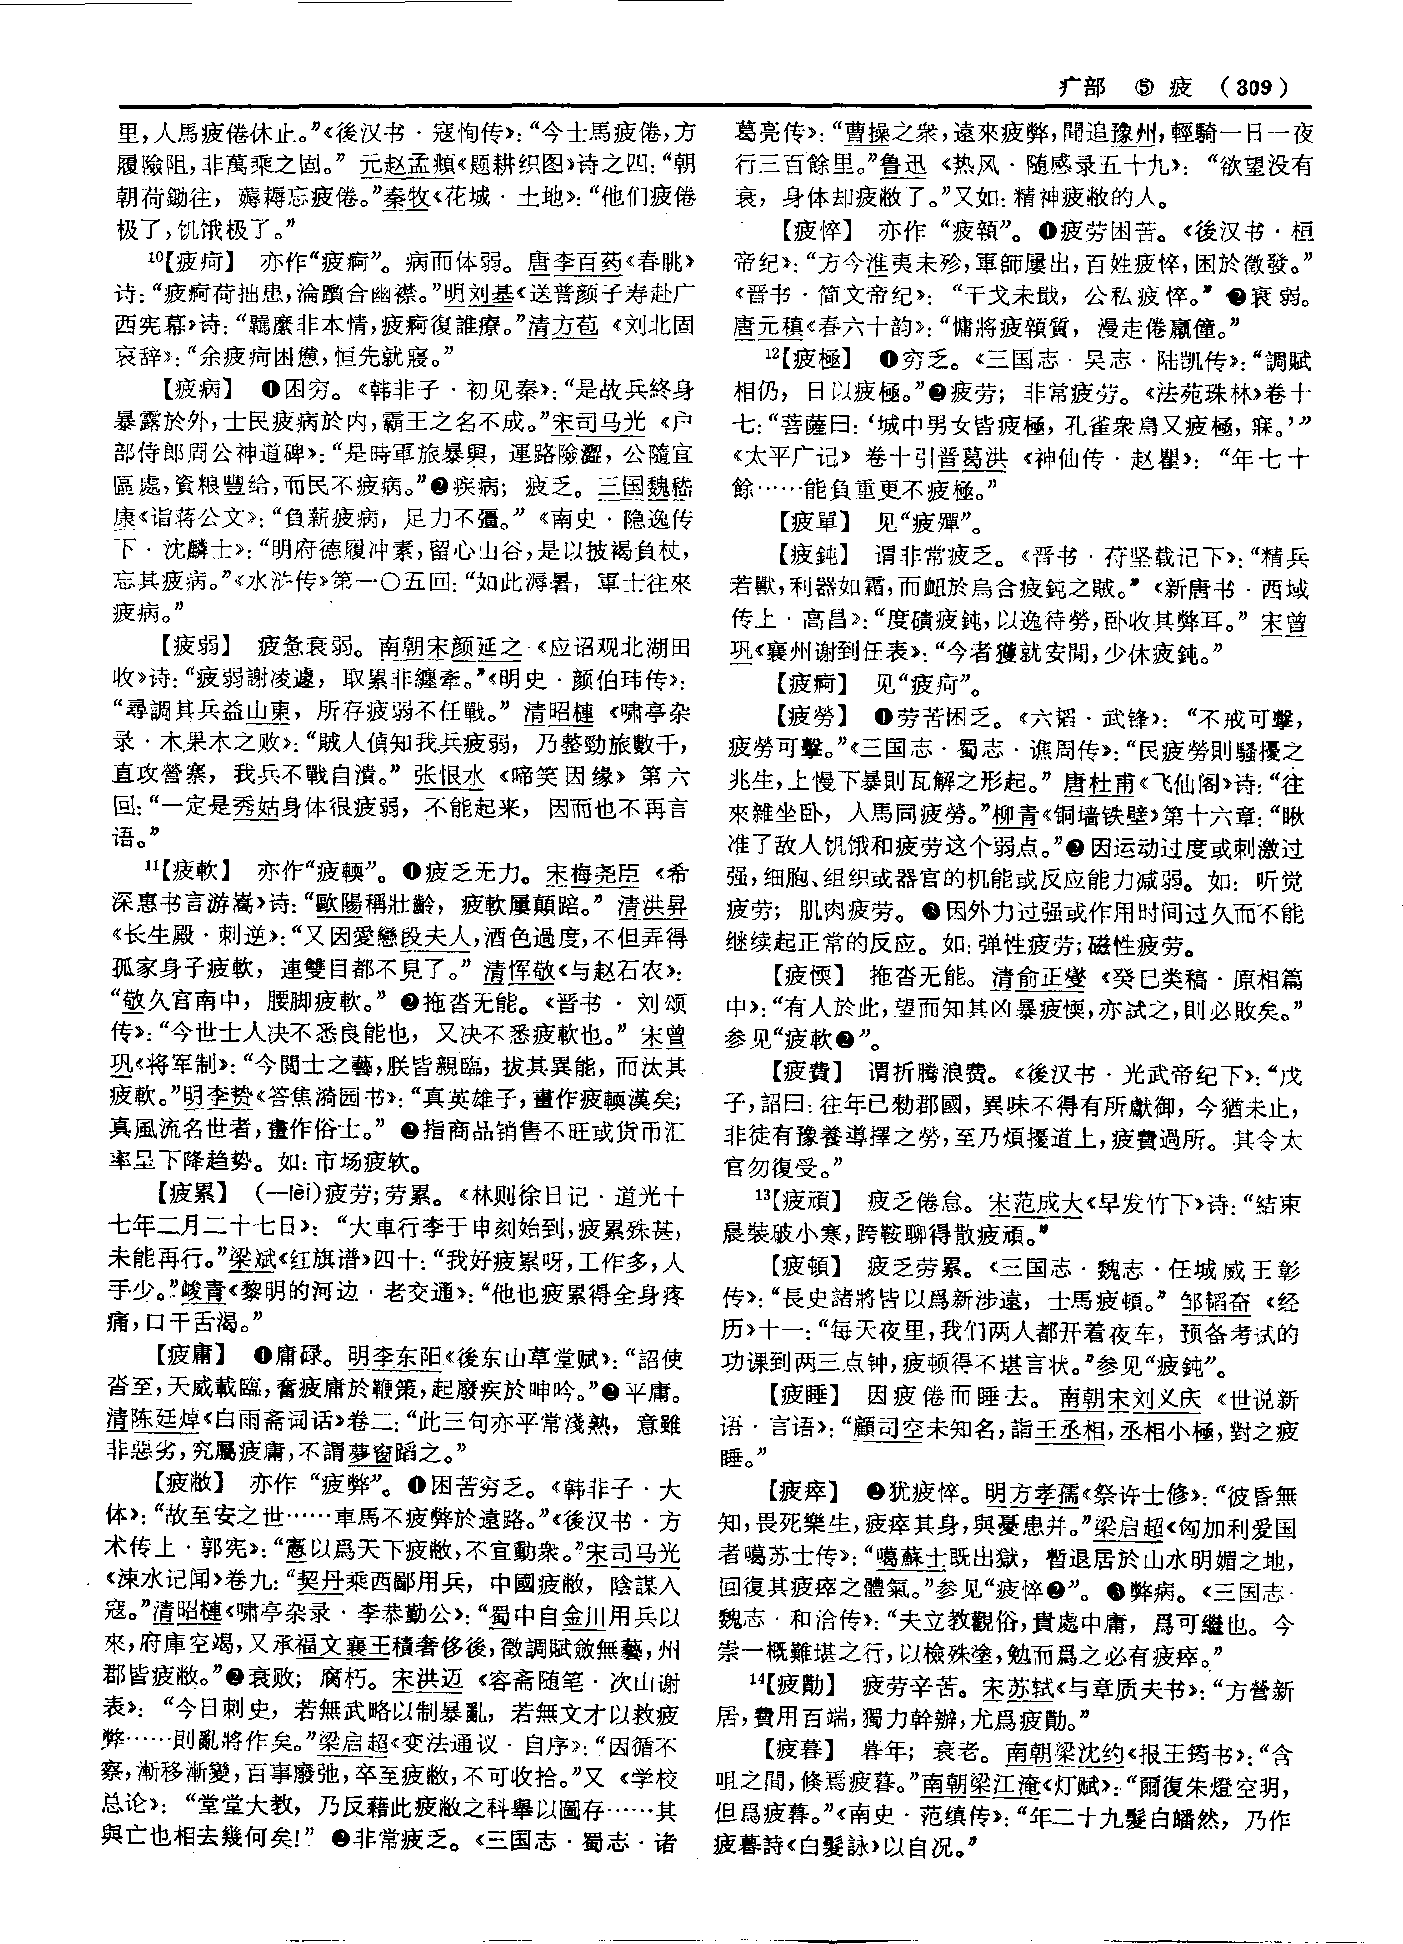 疒部 ⑤ 疲 （309）
里，人馬疲倦休止。”《後汉书·寇恂传》：“今士馬疲倦，方
履險阻，非萬乘之固。” 元赵孟頫《题耕织图》诗之四：“朝
朝荷鋤往，薅耨忘疲倦。”秦牧《花城·土地》：“他们疲倦
极了，饥饿极了。”
10【疲疴】 亦作“疲痾”。病而体弱。唐李百药《春眺》
诗：“疲痾荷拙患，淪躓合幽襟。”明刘基《送普颜子寿赴广
西宪幕》诗：“羈縻非本情，疲痾復誰療。”清方苞《刘北固
哀辞》：“余疲疴困憊，恒先就寢。”
【疲病】 ❶困穷。《韩非子·初见秦》：“是故兵終身
暴露於外，士民疲病於内，霸王之名不成。”宋司马光《户
部侍郎周公神道碑》：“是時軍旅暴興，運路險澀，公隨宜
區處，資粮豐给，而民不疲病。”❷疾病；疲乏。三国魏嵇
康《诣蒋公文》：“負薪疲病，足力不彊。”《南史·隐逸传
下·沈麟士》：“明府德履冲素，留心山谷，是以披褐負杖，
忘其疲病。”《水浒传》第一〇五回：“如此溽暑，軍士往來
疲病。”
【疲弱】 疲惫衰弱。南朝宋颜延之《应诏观北湖田
收》诗：“疲弱謝凌遽，取累非纏牽。”《明史·颜伯玮传》：
“尋調其兵益山東，所存疲弱不任戰。”清昭槤《啸亭杂
录·木果木之败》：“賊人偵知我兵疲弱，乃整勁旅數千，
直攻營寨，我兵不戰自潰。”张恨水《啼笑因缘》第六
回：“一定是秀姑身体很疲弱，不能起来，因而也不再言
语。”
11【疲軟】 亦作“疲輭”。❶疲乏无力。宋梅尧臣《希
深惠书言游嵩》诗：“歐陽稱壯齡，疲軟屢顛踣。”清洪昇
《长生殿·刺逆》：“又因愛戀段夫人，酒色過度，不但弄得
孤家身子疲軟，連雙目都不見了。”清恽敬《与赵石农》：
“敬久官南中，腰脚疲軟。”❷拖沓无能。《晋书·刘颂
传》：“今世士人决不悉良能也，又决不悉疲軟也。”宋曾
巩《将军制》：“今閲士之藝，朕皆親臨，拔其異能，而汰其
疲軟。”明李贽《答焦漪园书》：“真英雄子，畫作疲輭漢矣；
真風流名世者，畫作俗士。”❷指商品销售不旺或货币汇
率呈下降趋势。如：市场疲软。
【疲累】 （—lèi）疲劳；劳累。《林则徐日记·道光十
七年二月二十七日》：“大車行李于申刻始到，疲累殊甚，
未能再行。”梁斌《红旗谱》四十：“我好疲累呀，工作多，人
手少。”峻青《黎明的河边·老交通》：“他也疲累得全身疼
痛，口干舌渴。”
【疲庸】 ❶庸碌。明李东阳《後东山草堂赋》：“詔使
沓至，天威載臨，奮疲庸於鞭策，起廢疾於呻吟。”❷平庸。
清陈廷焯《白雨斋词话》卷二：“此三句亦平常淺熟，意雖
非惡劣，究屬疲庸，不謂夢窗蹈之。”
【疲敝】 亦作“疲弊”。❶困苦穷乏。《韩非子·大
体》：“故至安之世……車馬不疲弊於遠路。”《後汉书·方
术传上·郭宪》：“憲以爲天下疲敝，不宜動衆。”宋司马光
《涑水记闻》卷九：“契丹乘西鄙用兵，中國疲敝，陰謀入
寇。”清昭槤《啸亭杂录·李恭勤公》：“蜀中自金川用兵以
來，府庫空竭，又承福文襄王積奢侈後，徵調賦斂無藝，州
郡皆疲敝。”❷衰败；腐朽。宋洪迈《容斋随笔·次山谢
表》：“今日刺史，若無武略以制暴亂，若無文才以救疲
弊……則亂將作矣。”梁启超《变法通议·自序》：“因循不
察，漸移漸變，百事廢弛，卒至疲敝，不可收拾。”又《学校
总论》：“堂堂大教，乃反藉此疲敝之科舉以圖存……其
與亡也相去幾何矣！”❸非常疲乏。《三国志·蜀志·诸
葛亮传》：“曹操之衆，遠來疲弊，聞追豫州，輕騎一日一夜
行三百餘里。”鲁迅《热风·随感录五十九》：“欲望没有
衰，身体却疲敝了。”又如：精神疲敝的人。
【疲悴】 亦作“疲顇”。❶疲劳困苦。《後汉书·桓
帝纪》：“方今淮夷未殄，軍師屢出，百姓疲悴，困於徵發。”
《晋书·简文帝纪》：“干戈未戢，公私疲悴。”❷衰弱。
唐元稹《春六十韵》：“慵將疲顇質，漫走倦羸僮。”
12【疲極】 ❶穷乏。《三国志·吴志·陆凯传》：“調賦
相仍，日以疲極。”❷疲劳；非常疲劳。《法苑珠林》卷十
七：“菩薩曰：‘城中男女皆疲極，孔雀衆鳥又疲極，寐。’”
《太平广记》卷十引晋葛洪《神仙传·赵瞿》：“年七十
餘……能負重更不疲極。”
【疲單】 见“疲殫”。
【疲鈍】 谓非常疲乏。《晋书·苻坚载记下》：“精兵
若獸，利器如霜，而衂於烏合疲鈍之賊。”《新唐书·西域
传上·高昌》：“度磧疲鈍，以逸待勞，卧收其弊耳。”宋曾
巩《襄州谢到任表》：“今者獲就安閒，少休疲鈍。”
【疲痾】 见“疲疴”。
【疲勞】 ❶劳苦困乏。《六韬·武锋》：“不戒可擊，
疲勞可擊。”《三国志·蜀志·谯周传》：“民疲勞則騷擾之
兆生，上慢下暴則瓦解之形起。”唐杜甫《飞仙阁》诗：“往
來雜坐卧，人馬同疲勞。”柳青《铜墙铁壁》第十六章：“瞅
准了敌人饥饿和疲劳这个弱点。”❷因运动过度或刺激过
强，细胞、组织或器官的机能或反应能力减弱。如：听觉
疲劳；肌肉疲劳。❸因外力过强或作用时间过久而不能
继续起正常的反应。如：弹性疲劳；磁性疲劳。
【疲愞】 拖沓无能。清俞正燮《癸巳类稿·原相篇
中》：“有人於此，望而知其凶暴疲愞，亦試之，則必敗矣。”
参见“疲軟❷”。
【疲費】 谓折腾浪费。《後汉书·光武帝纪下》：“戊
子，詔曰：往年已勑郡國，異味不得有所獻御，今猶未止，
非徒有豫養導擇之勞，至乃煩擾道上，疲費過所。其令太
官勿復受。”
13【疲頑】 疲乏倦怠。宋范成大《早发竹下》诗：“結束
晨裝破小寒，跨鞍聊得散疲頑。”
【疲頓】 疲乏劳累。《三国志·魏志·任城威王彰
传》：“長史諸將皆以爲新涉遠，士馬疲頓。”邹韬奋《经
历》十一：“每天夜里，我们两人都开着夜车，预备考试的
功课到两三点钟，疲顿得不堪言状。”参见“疲鈍”。
【疲睡】 因疲倦而睡去。南朝宋刘义庆《世说新
语·言语》：“顧司空未知名，詣王丞相，丞相小極，對之疲
睡。”
【疲瘁】 ❷犹疲悴。明方孝孺《祭许士修》：“彼昏無
知，畏死樂生，疲瘁其身，與憂患并。”梁启超《匈加利爱国
者噶苏士传》：“噶蘇士既出獄，暫退居於山水明媚之地，
回復其疲瘁之體氣。”参见“疲悴❷”。❸弊病。《三国志·
魏志·和洽传》：“夫立教觀俗，貴處中庸，爲可繼也。今
崇一概難堪之行，以檢殊塗，勉而爲之必有疲瘁。”
14【疲勩】 疲劳辛苦。宋苏轼《与章质夫书》：“方營新
居，費用百端，獨力幹辦，尤爲疲勩。”
【疲暮】 暮年；衰老。南朝梁沈约《报王筠书》：“含
咀之間，倏焉疲暮。”南朝梁江淹《灯赋》：“爾復朱燈空明，
但爲疲暮。”《南史·范缜传》：“年二十九髮白皤然，乃作
疲暮詩《白髮詠》以自况。”